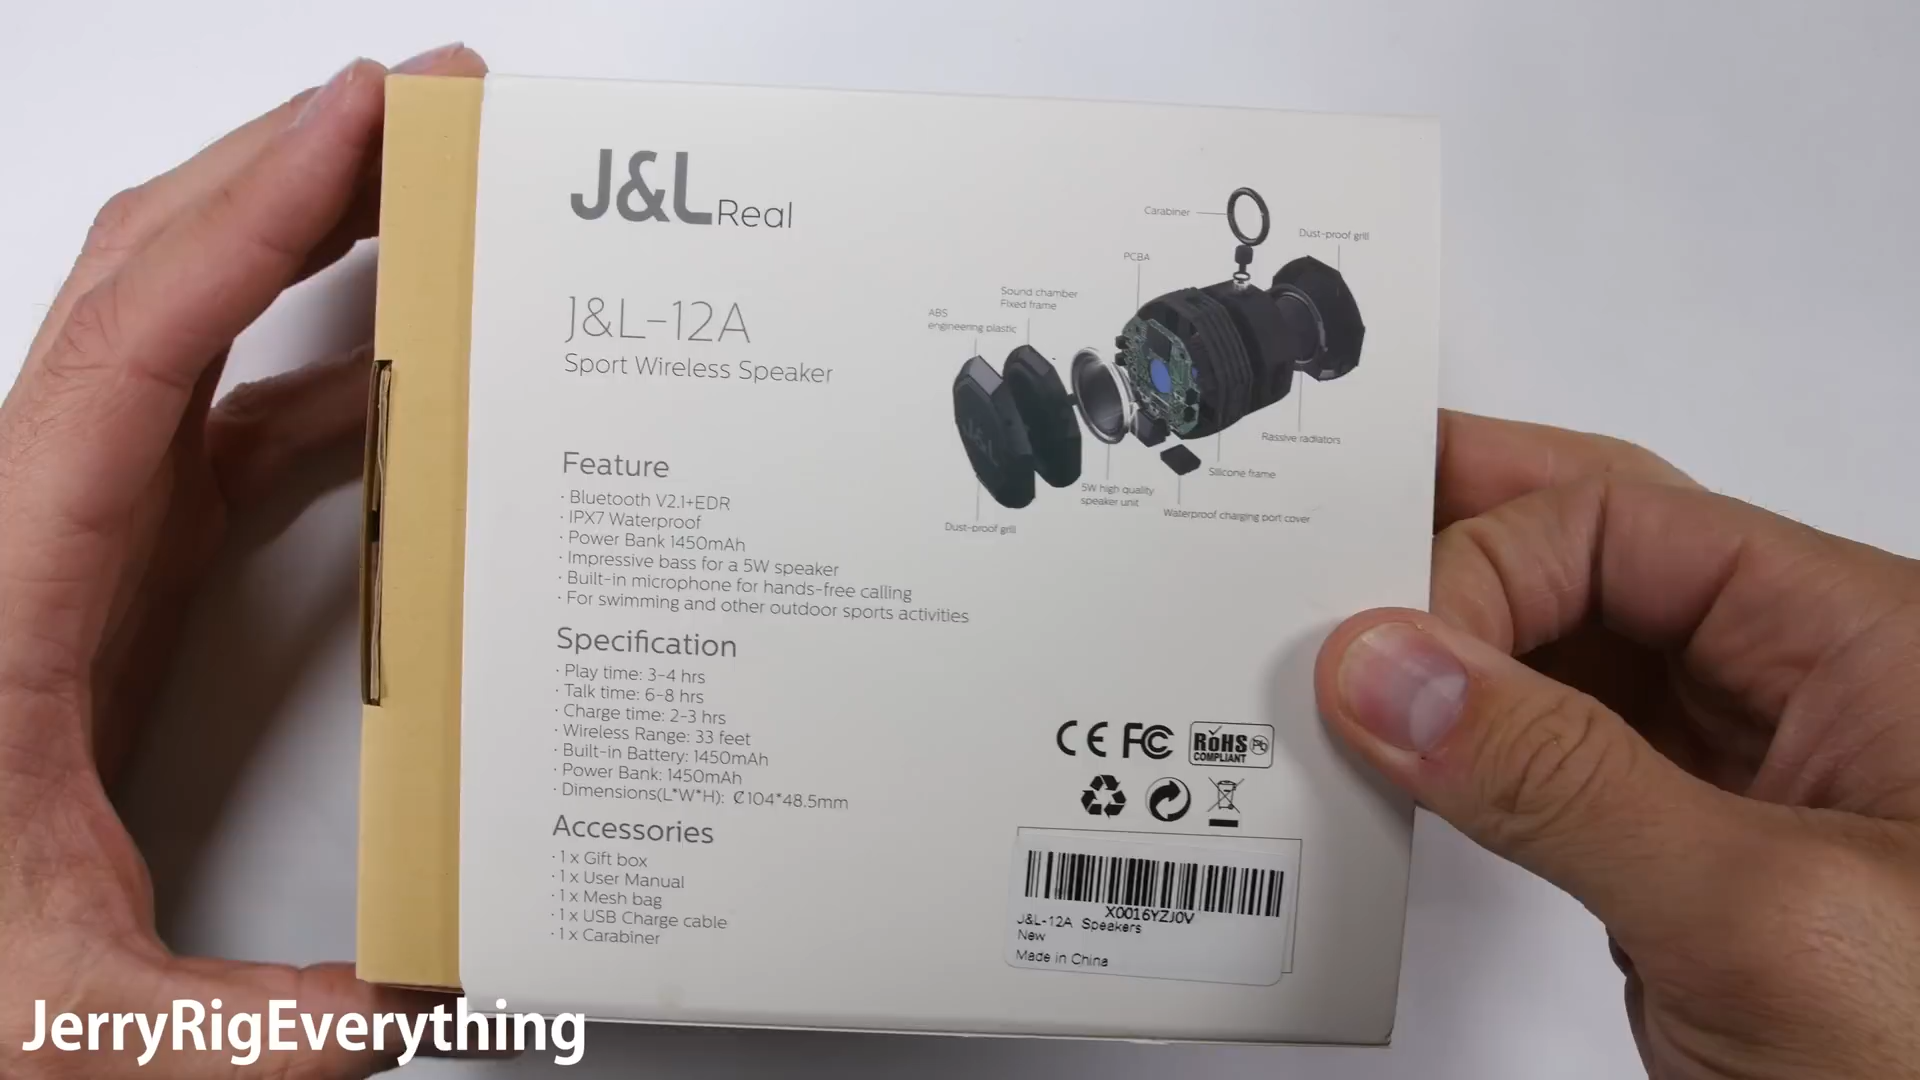 J&L Real
J&L-12A
Sport Wireless Speaker
Carabiner
Dust-proof grill
PCBA
Sound chamber
Fixed frame
ABS
engineering plastic
Rassive radiators
Silicone frame
5W high quality
speaker unit
Waterproof charging port cover
Dust-proof grill
J&L
Feature
· Bluetooth V2.1+EDR
· IPX7 Waterproof
· Power Bank 1450mAh
· Impressive bass for a 5W speaker
· Built-in microphone for hands-free calling
· For swimming and other outdoor sports activities
Specification
· Play time: 3-4 hrs
· Talk time: 6-8 hrs
· Charge time: 2-3 hrs
· Wireless Range: 33 feet
· Built-in Battery: 1450mAh
· Power Bank: 1450mAh
· Dimensions(L*W*H): ₡104*48.5mm
Accessories
· 1 x Gift box
· 1 x User Manual
· 1 x Mesh bag
· 1 x USB Charge cable
· 1 x Carabiner
CE FC RoHS Pb
COMPLIANT
X0016YZJ0V
J&L-12A Speakers
New
Made in China
JerryRigEverything